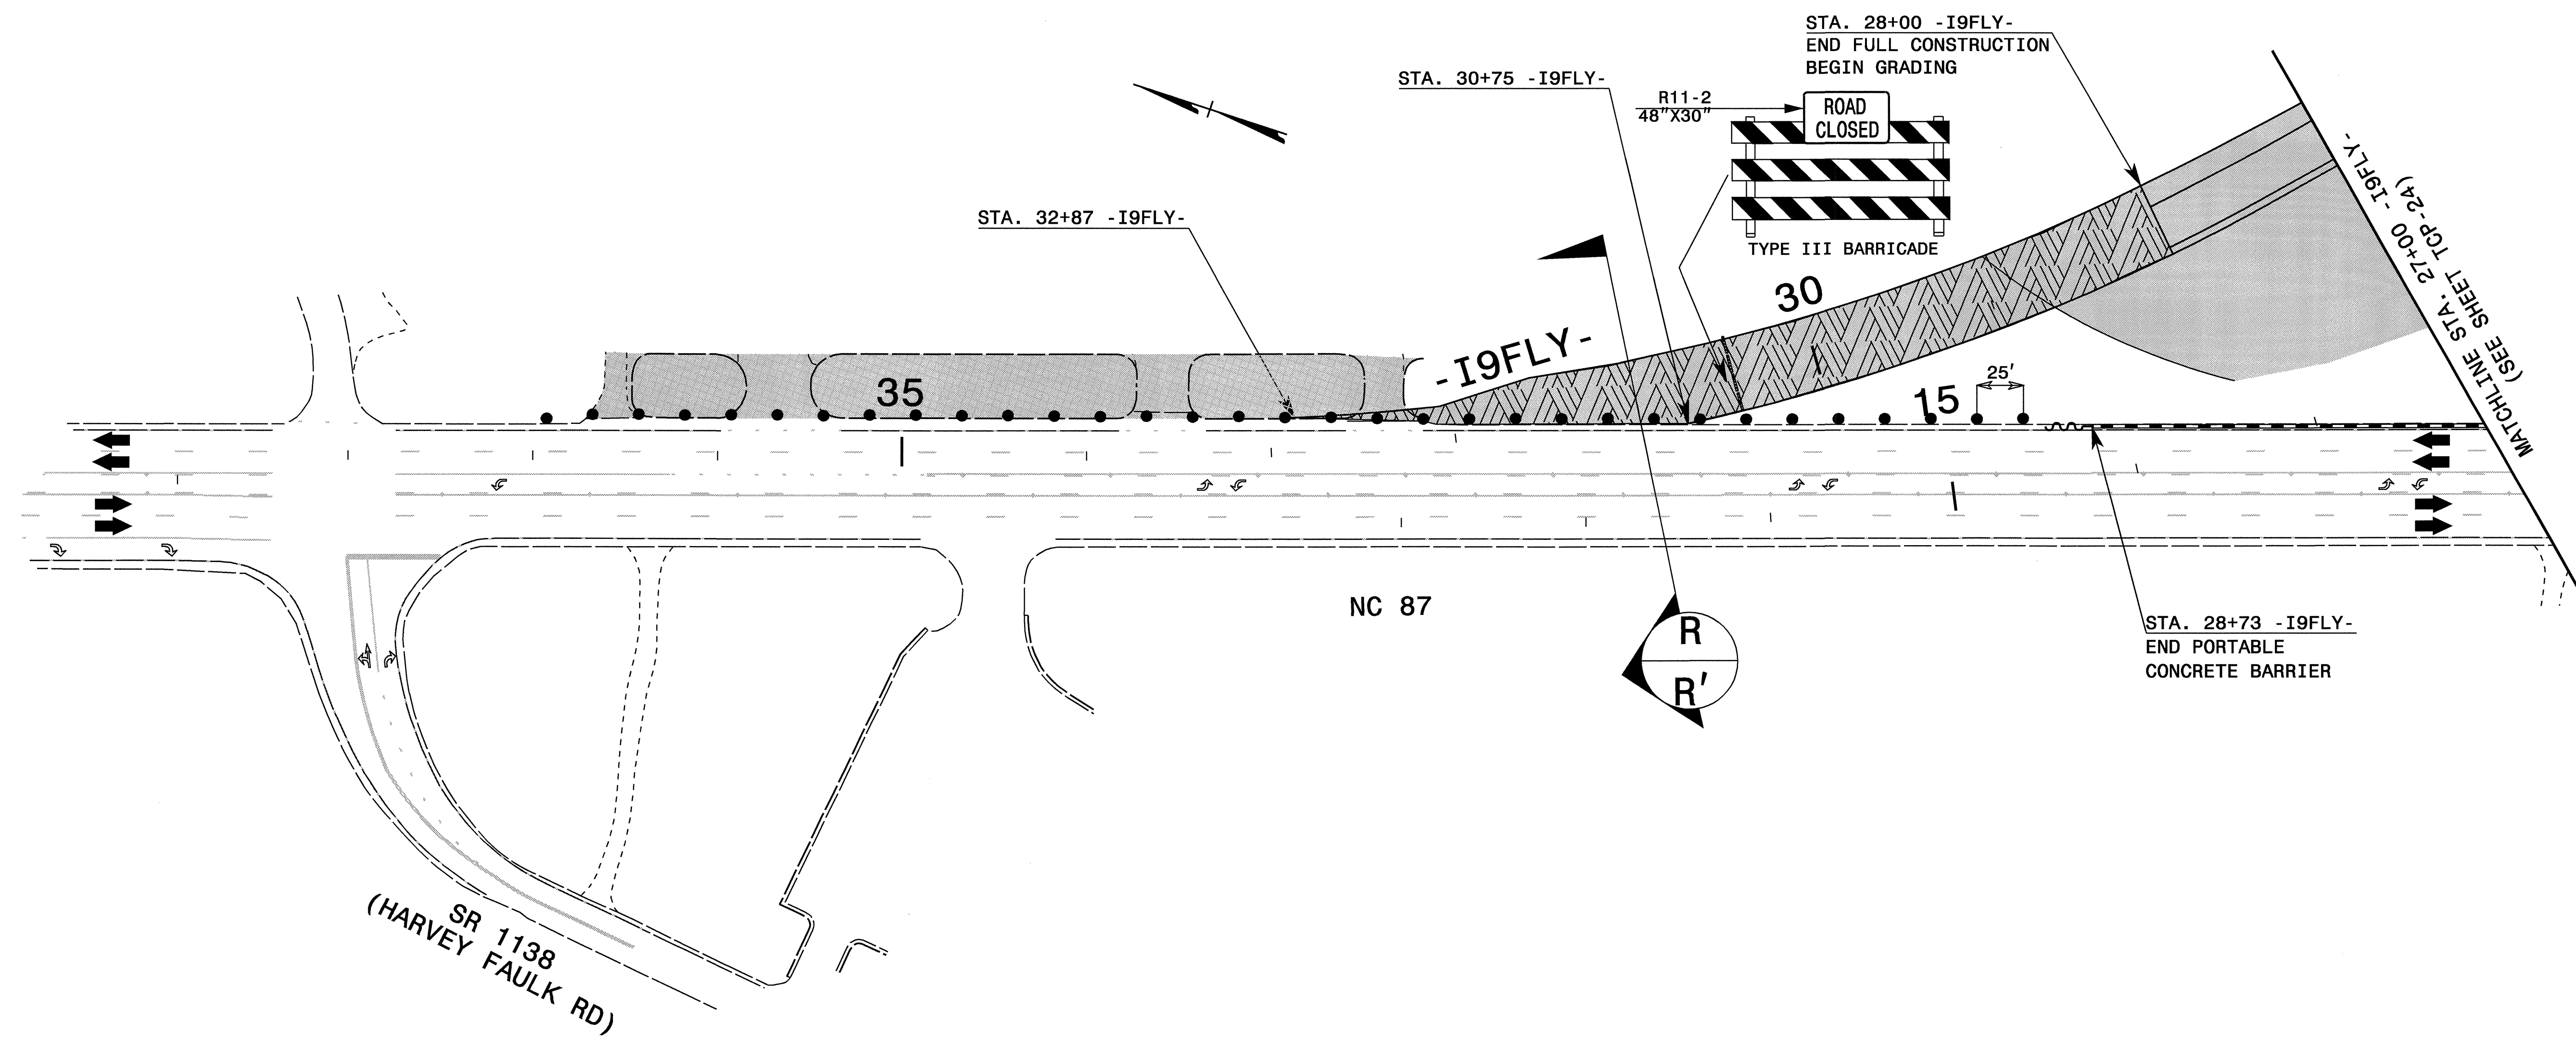 STA. 28+00 -I9FLY-
END FULL CONSTRUCTION
BEGIN GRADING
STA. 30+75 -I9FLY-
R11-2
48"X30"
ROAD
CLOSED
TYPE III BARRICADE
STA. 32+87 -I9FLY-
MATCHLINE STA. 27+00 -I9FLY-
(SEE SHEET TCP-24)
30
-I9FLY-
35
15
25'
NC 87
R
R'
STA. 28+73 -I9FLY-
END PORTABLE
CONCRETE BARRIER
SR 1138
(HARVEY FAULK RD)